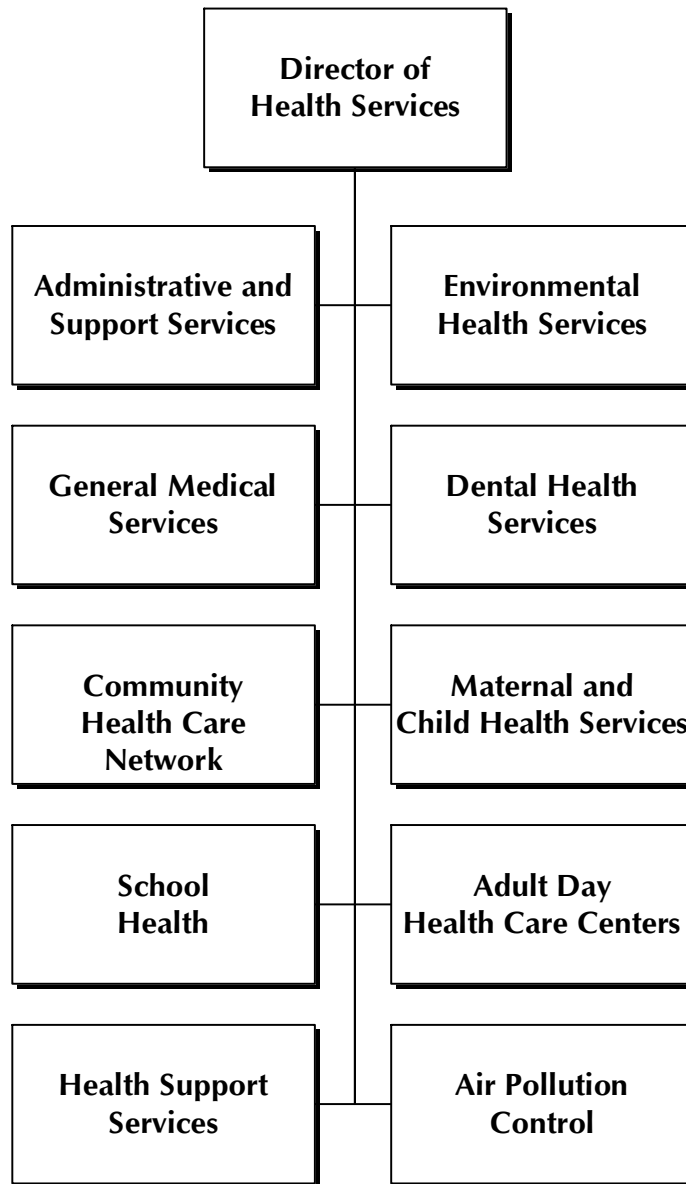 Director of
Health Services
Administrative and
Support Services
Environmental
Health Services
General Medical
Services
Dental Health
Services
Community
Health Care
Network
Maternal and
Child Health Services
School
Health
Adult Day
Health Care Centers
Health Support
Services
Air Pollution
Control